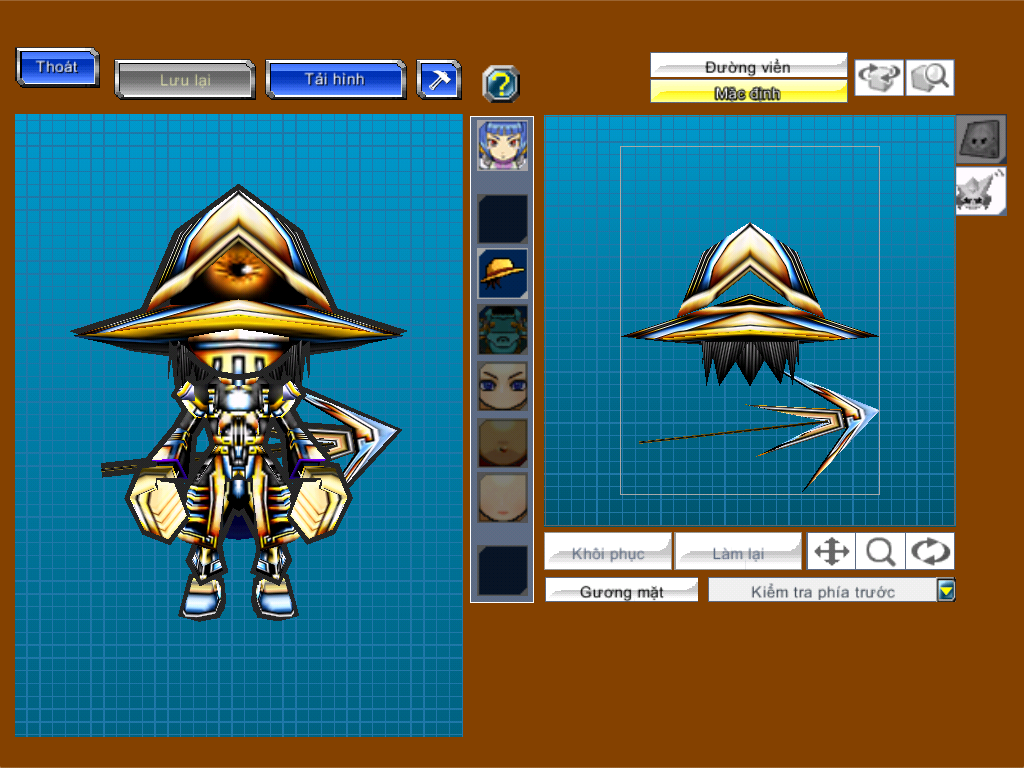 Thoát
Lưu lại
Tải hình
?
Đường viền
Mặc định
Khôi phục
Làm lại
Gương mặt
Kiểm tra phía trước